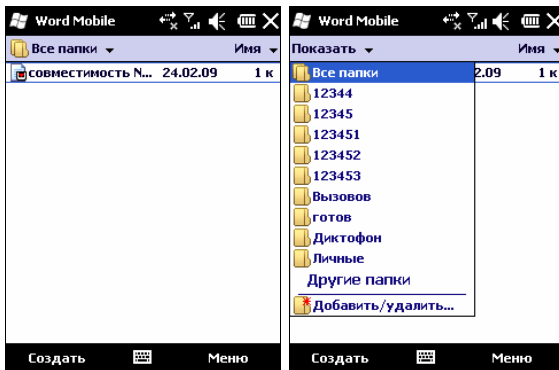 Word Mobile
Все папки Имя
совместимость N... 24.02.09 1 к
Создать Меню
Word Mobile
Показать Имя
Все папки 2.09 1 к
12344
12345
123451
123452
123453
Вызовов
готов
Диктофон
Личные
Другие папки
Добавить/удалить...
Создать Меню